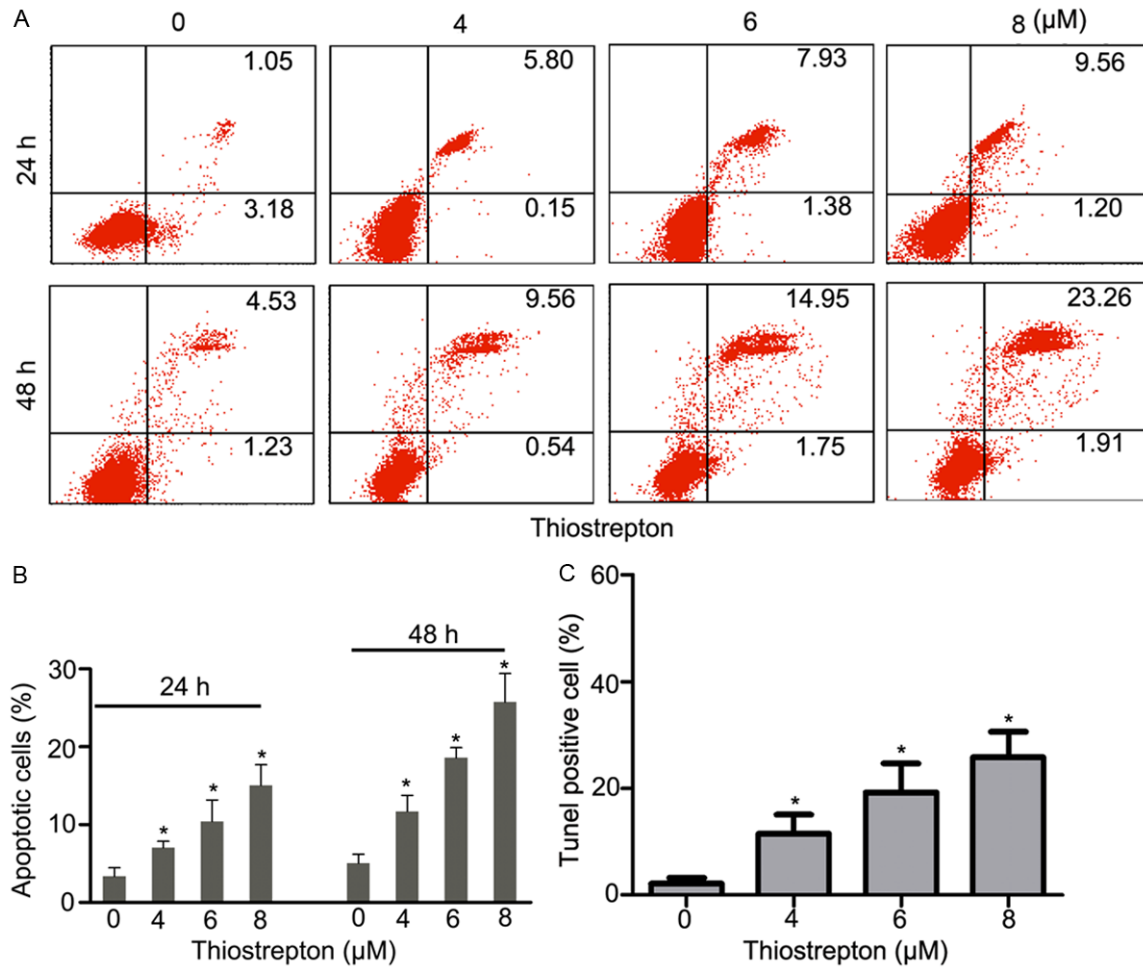 A
0 4 6 8 (µM)
24 h
1.05 5.80 7.93 9.56
3.18 0.15 1.38 1.20
48 h
4.53 9.56 14.95 23.26
1.23 0.54 1.75 1.91
Thiostrepton
B
Apoptotic cells (%)
30
20
10
0
24 h
48 h
* * * * * *
0 4 6 8 0 4 6 8
Thiostrepton (µM)
C
Tunel positive cell (%)
60
40
20
0
* * *
0 4 6 8
Thiostrepton (µM)